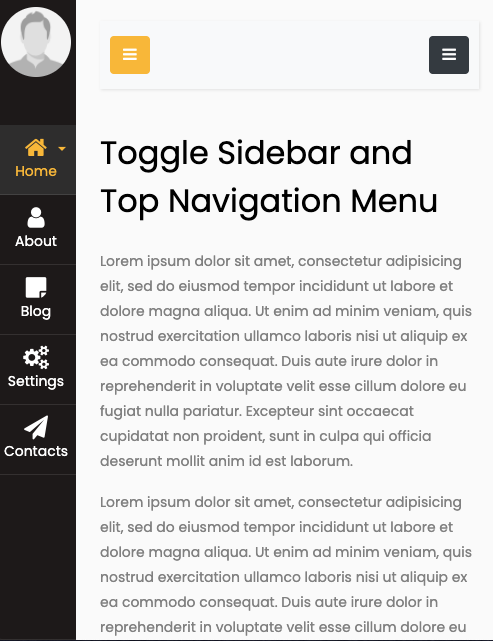 Home
About
Blog
Settings
Contacts
Toggle Sidebar and
Top Navigation Menu
Lorem ipsum dolor sit amet, consectetur adipisicing
elit, sed do eiusmod tempor incididunt ut labore et
dolore magna aliqua. Ut enim ad minim veniam, quis
nostrud exercitation ullamco laboris nisi ut aliquip ex
ea commodo consequat. Duis aute irure dolor in
reprehenderit in voluptate velit esse cillum dolore eu
fugiat nulla pariatur. Excepteur sint occaecat
cupidatat non proident, sunt in culpa qui officia
deserunt mollit anim id est laborum.
Lorem ipsum dolor sit amet, consectetur adipisicing
elit, sed do eiusmod tempor incididunt ut labore et
dolore magna aliqua. Ut enim ad minim veniam, quis
nostrud exercitation ullamco laboris nisi ut aliquip ex
ea commodo consequat. Duis aute irure dolor in
reprehenderit in voluptate velit esse cillum dolore eu